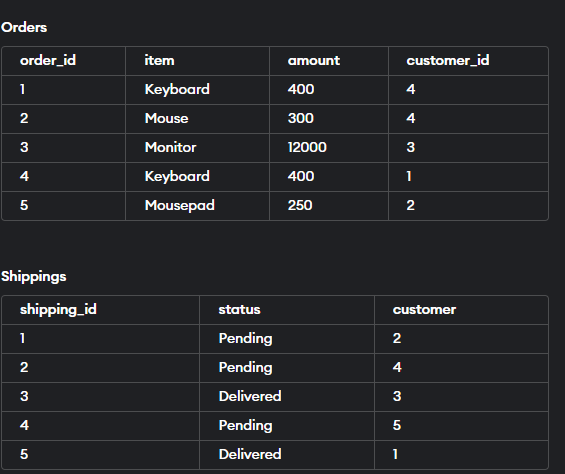 Orders
order_id item amount customer_id
1 Keyboard 400 4
2 Mouse 300 4
3 Monitor 12000 3
4 Keyboard 400 1
5 Mousepad 250 2
Shippings
shipping_id status customer
1 Pending 2
2 Pending 4
3 Delivered 3
4 Pending 5
5 Delivered 1